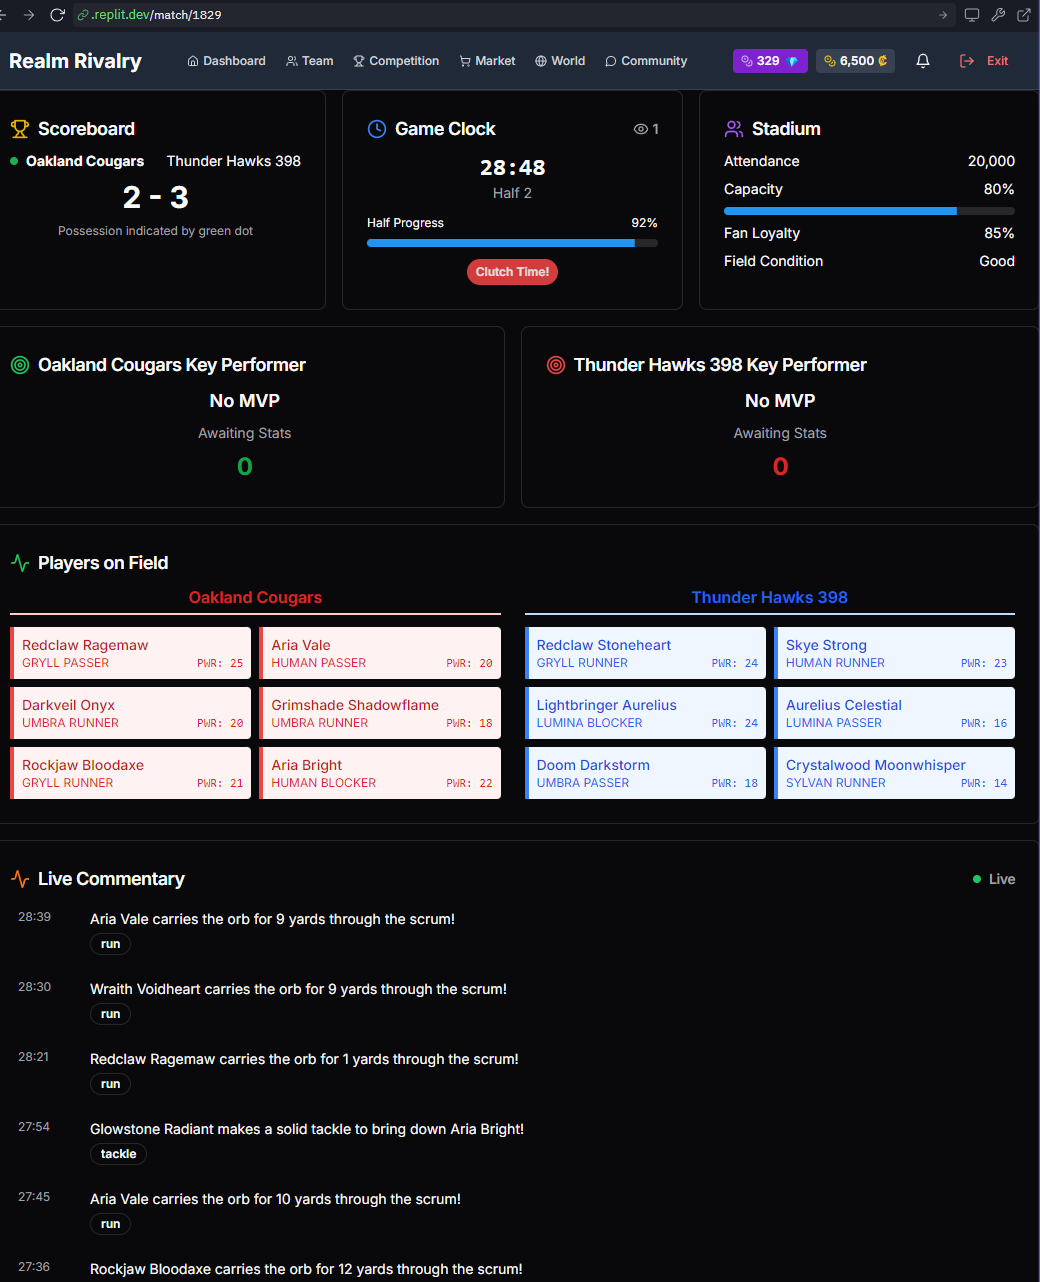 .replit.dev/match/1829
Realm Rivalry
Dashboard
Team
Competition
Market
World
Community
329
6,500 ₡
Exit
Scoreboard
Oakland Cougars Thunder Hawks 398
2 - 3
Possession indicated by green dot
Game Clock
1
28:48
Half 2
Half Progress 92%
Clutch Time!
Stadium
Attendance 20,000
Capacity 80%
Fan Loyalty 85%
Field Condition Good
Oakland Cougars Key Performer
No MVP
Awaiting Stats
0
Thunder Hawks 398 Key Performer
No MVP
Awaiting Stats
0
Players on Field
Oakland Cougars
Redclaw Ragemaw
GRYLL PASSER PWR: 25
Aria Vale
HUMAN PASSER PWR: 20
Darkveil Onyx
UMBRA RUNNER PWR: 20
Grimshade Shadowflame
UMBRA RUNNER PWR: 18
Rockjaw Bloodaxe
GRYLL RUNNER PWR: 21
Aria Bright
HUMAN BLOCKER PWR: 22
Thunder Hawks 398
Redclaw Stoneheart
GRYLL RUNNER PWR: 24
Skye Strong
HUMAN RUNNER PWR: 23
Lightbringer Aurelius
LUMINA BLOCKER PWR: 24
Aurelius Celestial
LUMINA PASSER PWR: 16
Doom Darkstorm
UMBRA PASSER PWR: 18
Crystalwood Moonwhisper
SYLVAN RUNNER PWR: 14
Live Commentary
Live
28:39 Aria Vale carries the orb for 9 yards through the scrum!
run
28:30 Wraith Voidheart carries the orb for 9 yards through the scrum!
run
28:21 Redclaw Ragemaw carries the orb for 1 yards through the scrum!
run
27:54 Glowstone Radiant makes a solid tackle to bring down Aria Bright!
tackle
27:45 Aria Vale carries the orb for 10 yards through the scrum!
run
27:36 Rockjaw Bloodaxe carries the orb for 12 yards through the scrum!